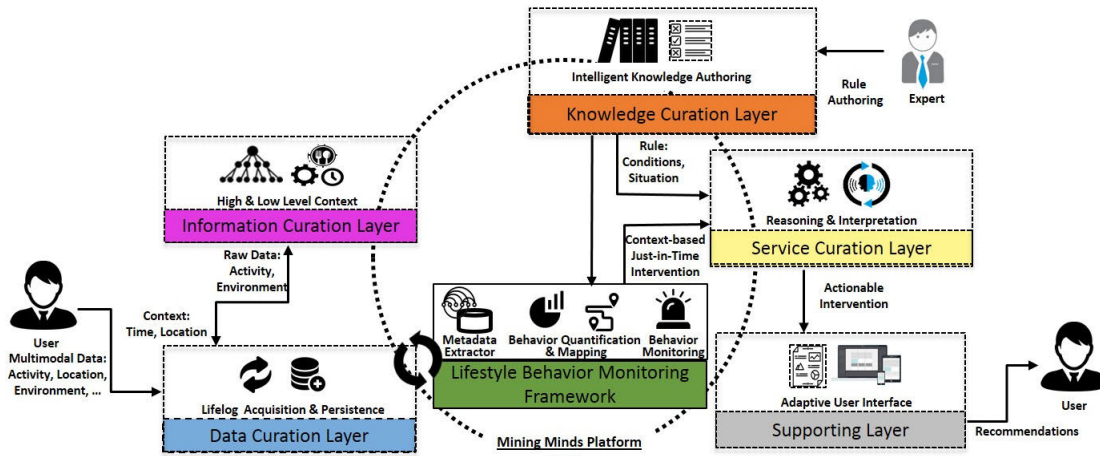 Intelligent Knowledge Authoring
Knowledge Curation Layer
Rule
Authoring
Expert
High & Low Level Context
Information Curation Layer
Rule:
Conditions,
Situation
Reasoning & Interpretation
Service Curation Layer
Raw Data:
Activity,
Environment
Context-based
Just-in-Time
Intervention
Actionable
Intervention
User
Multimodal Data:
Activity, Location,
Environment, ...
Context:
Time, Location
Metadata
Extractor
Behavior Quantification
& Mapping
Behavior
Monitoring
Lifestyle Behavior Monitoring
Framework
Lifelog Acquisition & Persistence
Data Curation Layer
Adaptive User Interface
Supporting Layer
User
Recommendations
Mining Minds Platform